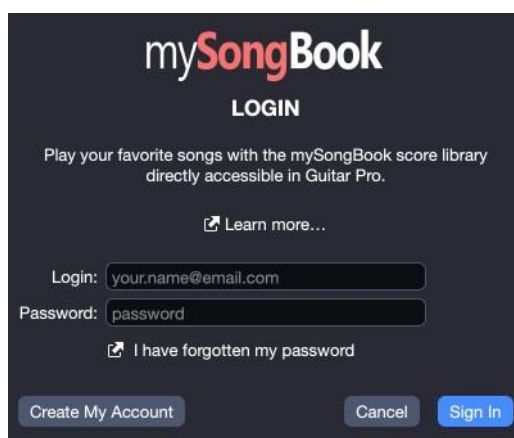 mySongBook
LOGIN
Play your favorite songs with the mySongBook score library
directly accessible in Guitar Pro.
Learn more…
Login: your.name@email.com
Password: password
I have forgotten my password
Create My Account Cancel Sign In